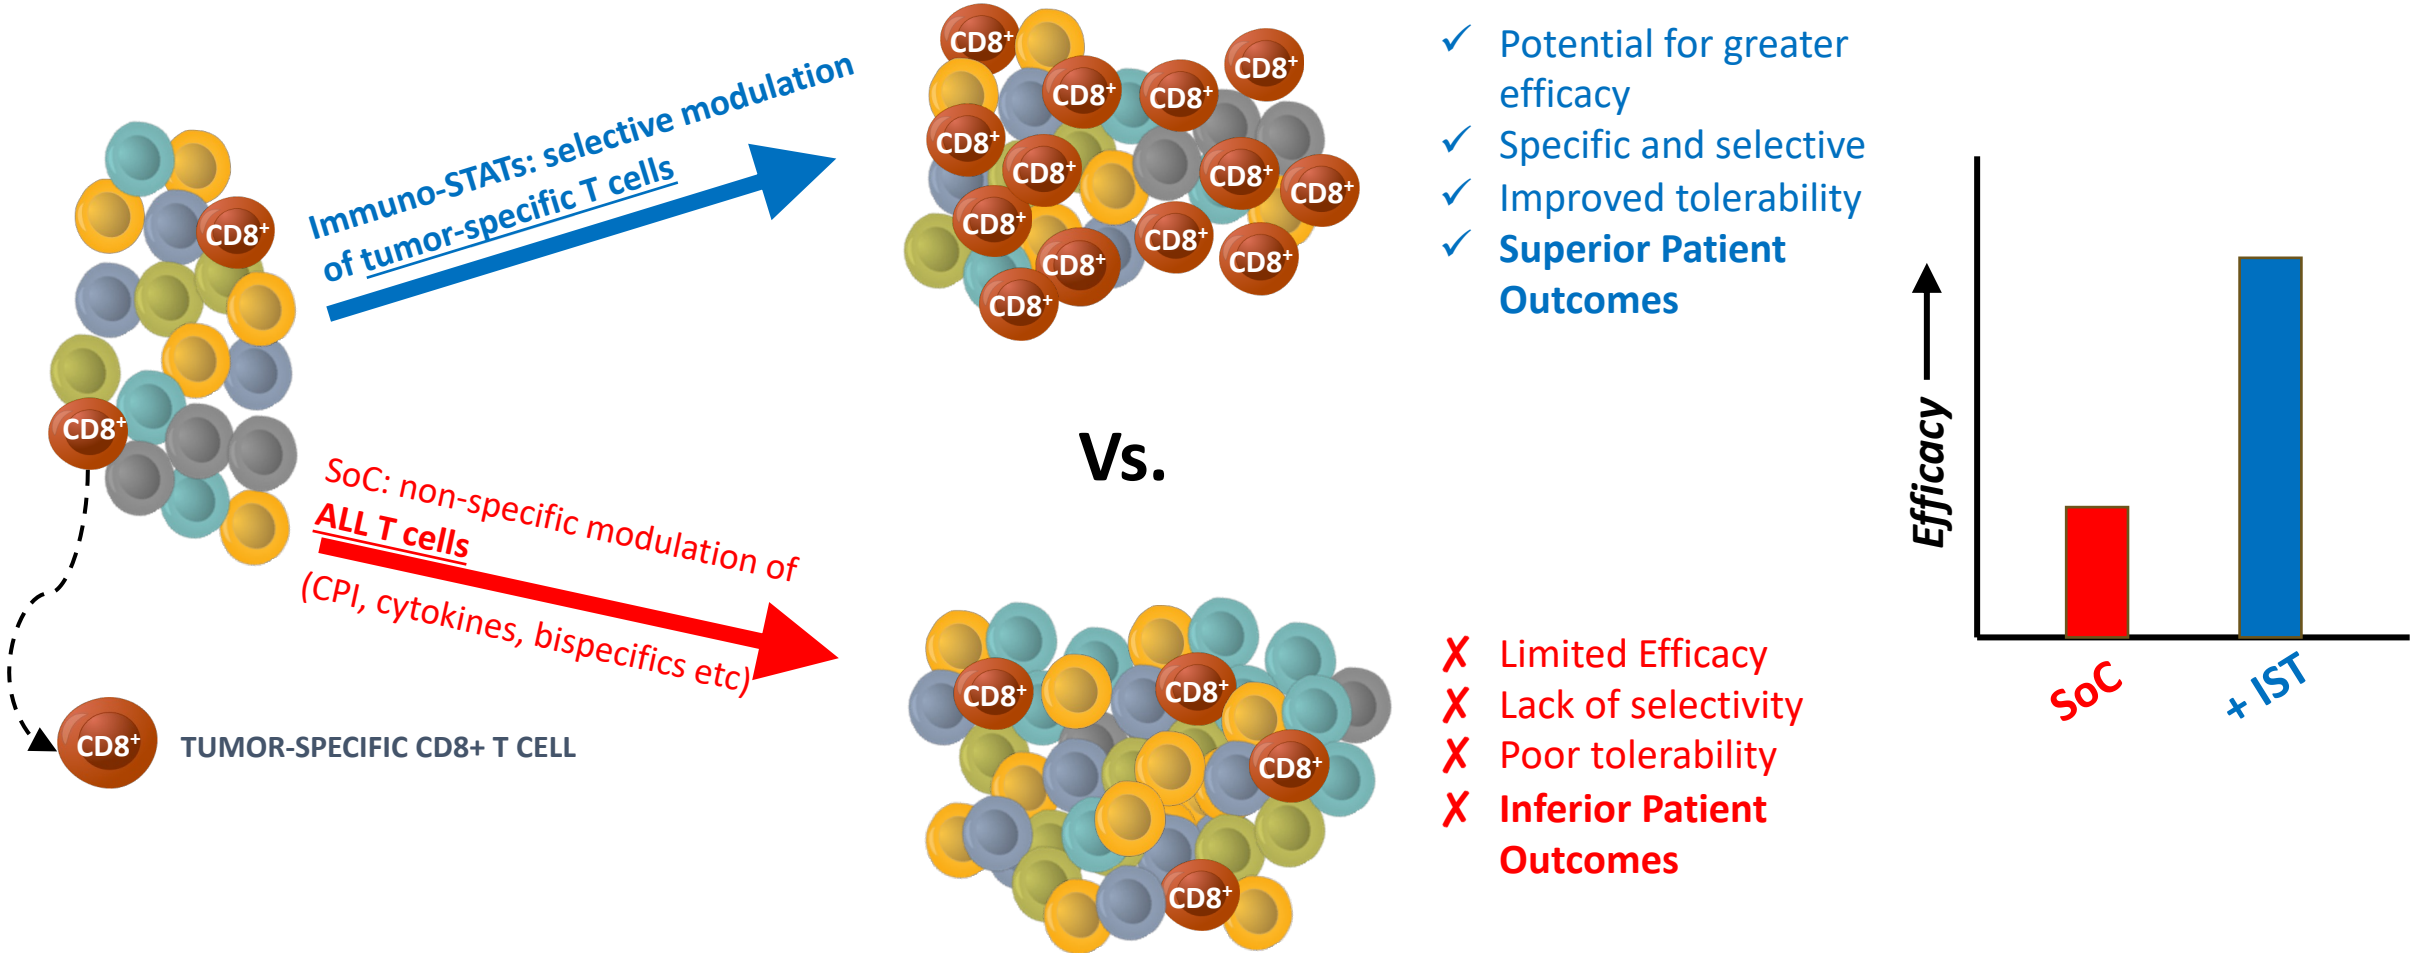 CD8+
CD8+
CD8+
TUMOR-SPECIFIC CD8+ T CELL
Immuno-STATs: selective modulation
of tumor-specific T cells
SoC: non-specific modulation of
ALL T cells
(CPI, cytokines, bispecifics etc)
CD8+
CD8+
CD8+
CD8+
CD8+
CD8+
CD8+
CD8+
CD8+
CD8+
CD8+
CD8+
CD8+
Vs.
CD8+
CD8+
CD8+
CD8+
✓ Potential for greater
efficacy
✓ Specific and selective
✓ Improved tolerability
✓ Superior Patient
Outcomes
✗ Limited Efficacy
✗ Lack of selectivity
✗ Poor tolerability
✗ Inferior Patient
Outcomes
Efficacy
SoC
+ IST